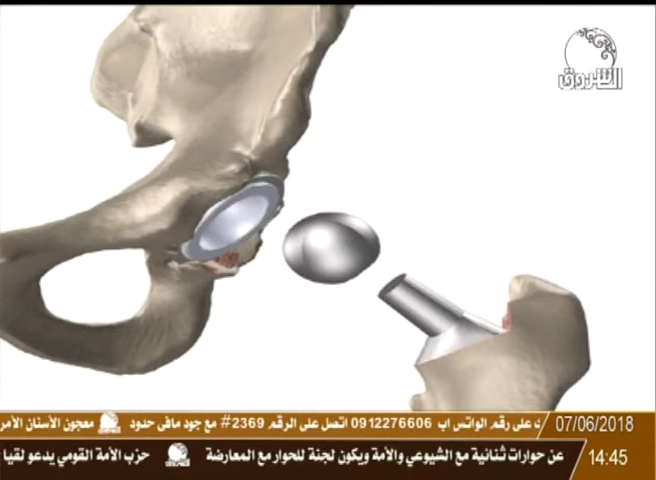 الشروق
على رقم الواتس اب 0912276606 اتصل على الرقم 2369# مع جود مافي حدود معجون الأسنان
07/06/2018
عن حوارات ثنائية مع الشيوعي والأمة ويكون لجنة للحوار مع المعارضة حزب الأمة القومي يدعو لقيا
14:45